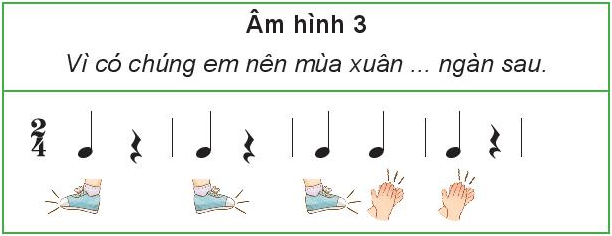 Âm hình 3
Vì có chúng em nên mùa xuân ... ngàn sau.
2
4